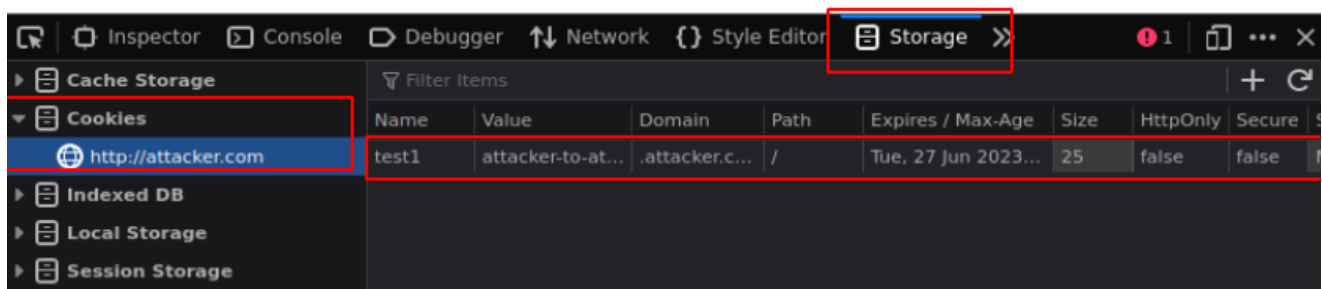 Inspector Console Debugger Network {} Style Editor Storage 1
Cache Storage Filter Items
Cookies Name Value Domain Path Expires / Max-Age Size HttpOnly Secure
http://attacker.com test1 attacker-to-at... .attacker.c... / Tue, 27 Jun 2023... 25 false false
Indexed DB
Local Storage
Session Storage